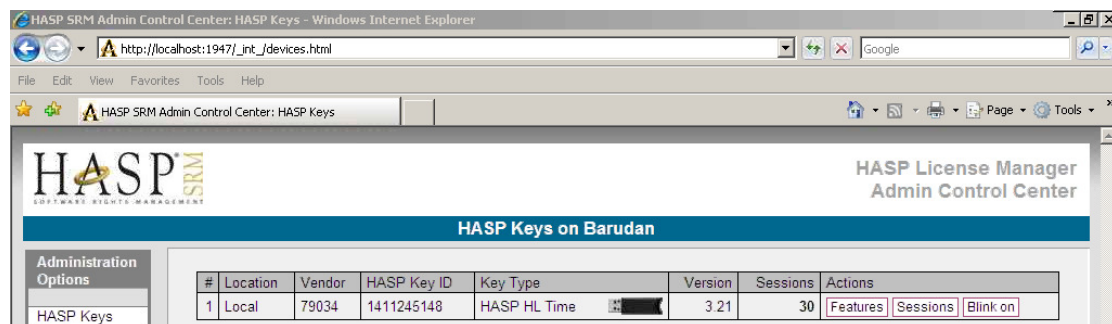 HASP SRM Admin Control Center: HASP Keys - Windows Internet Explorer
http://localhost:1947/_int_/devices.html
Google
File Edit View Favorites Tools Help
HASP SRM Admin Control Center: HASP Keys
Page Tools
HASP SRM
SOFTWARE RIGHTS MANAGEMENT
HASP License Manager
Admin Control Center
HASP Keys on Barudan
Administration
Options
HASP Keys
# Location Vendor HASP Key ID Key Type Version Sessions Actions
1 Local 79034 1411245148 HASP HL Time 3.21 30 Features Sessions Blink on